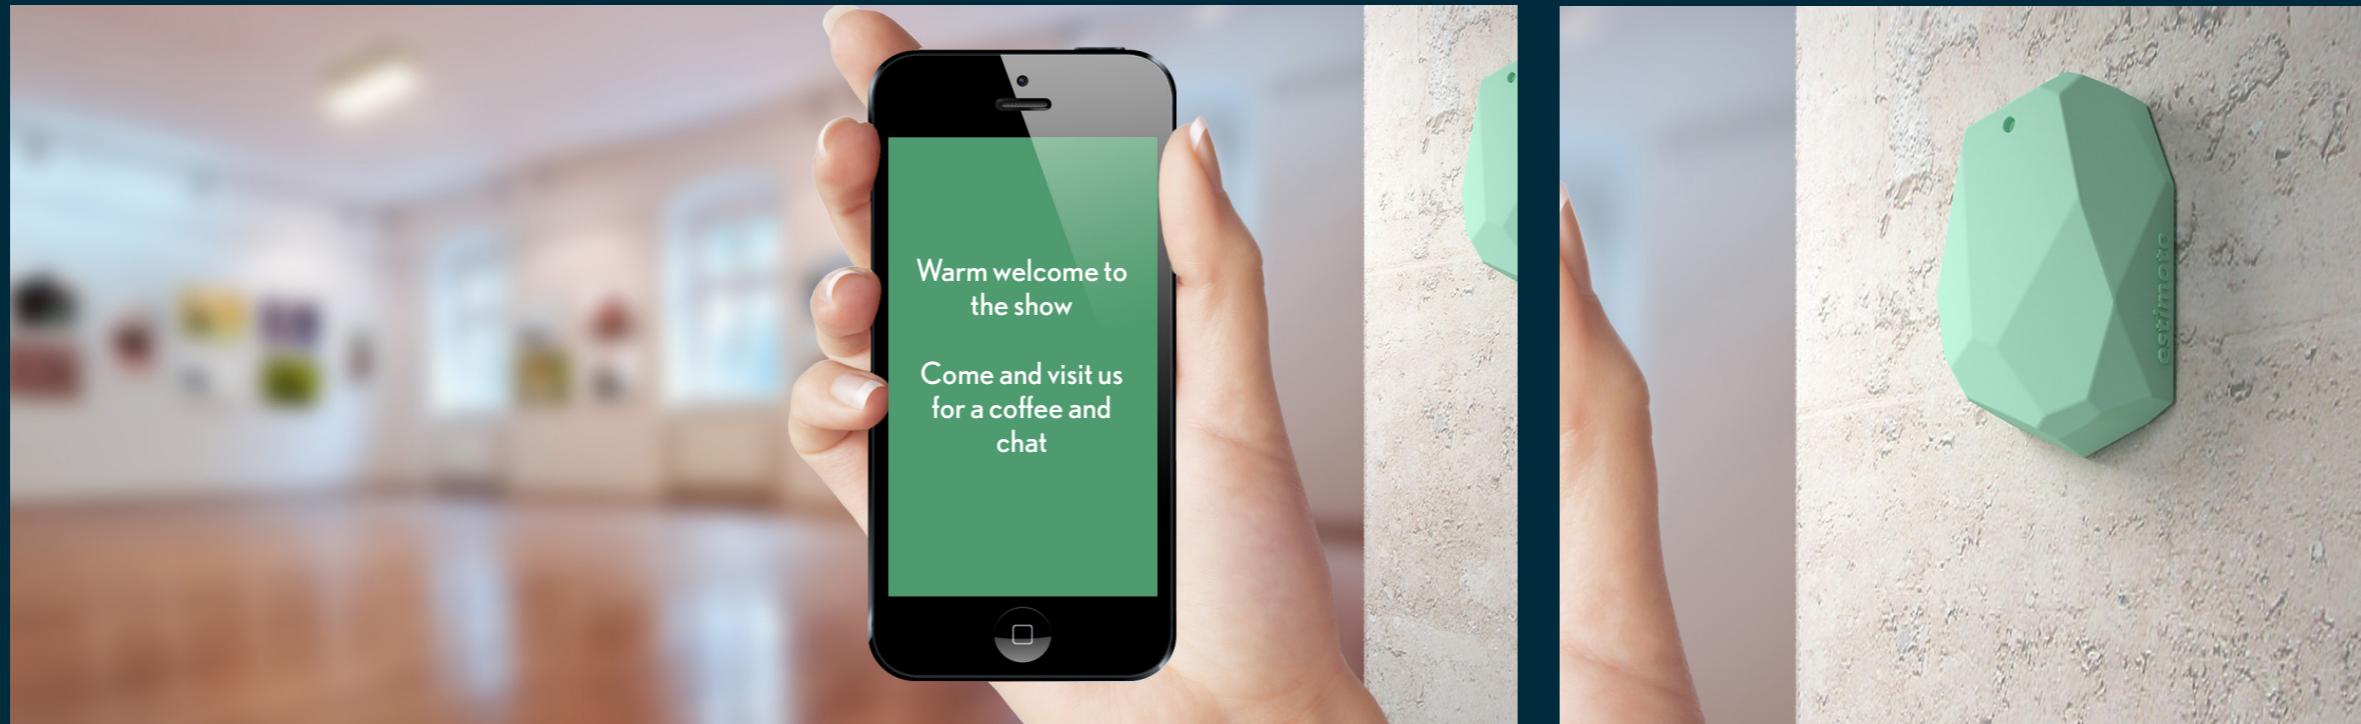 Warm welcome to
the show
Come and visit us
for a coffee and
chat
estimote